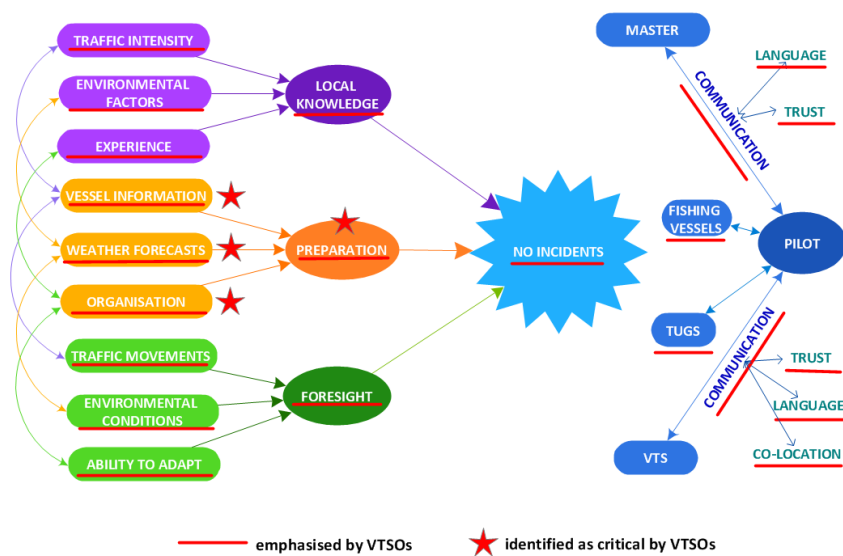 TRAFFIC INTENSITY
ENVIRONMENTAL
FACTORS
EXPERIENCE
VESSEL INFORMATION
WEATHER FORECASTS
ORGANISATION
TRAFFIC MOVEMENTS
ENVIRONMENTAL
CONDITIONS
ABILITY TO ADAPT
LOCAL
KNOWLEDGE
PREPARATION
FORESIGHT
NO INCIDENTS
MASTER
COMMUNICATION
LANGUAGE
TRUST
FISHING
VESSELS
PILOT
TUGS
COMMUNICATION
TRUST
LANGUAGE
CO-LOCATION
VTS
emphasised by VTSOs
identified as critical by VTSOs